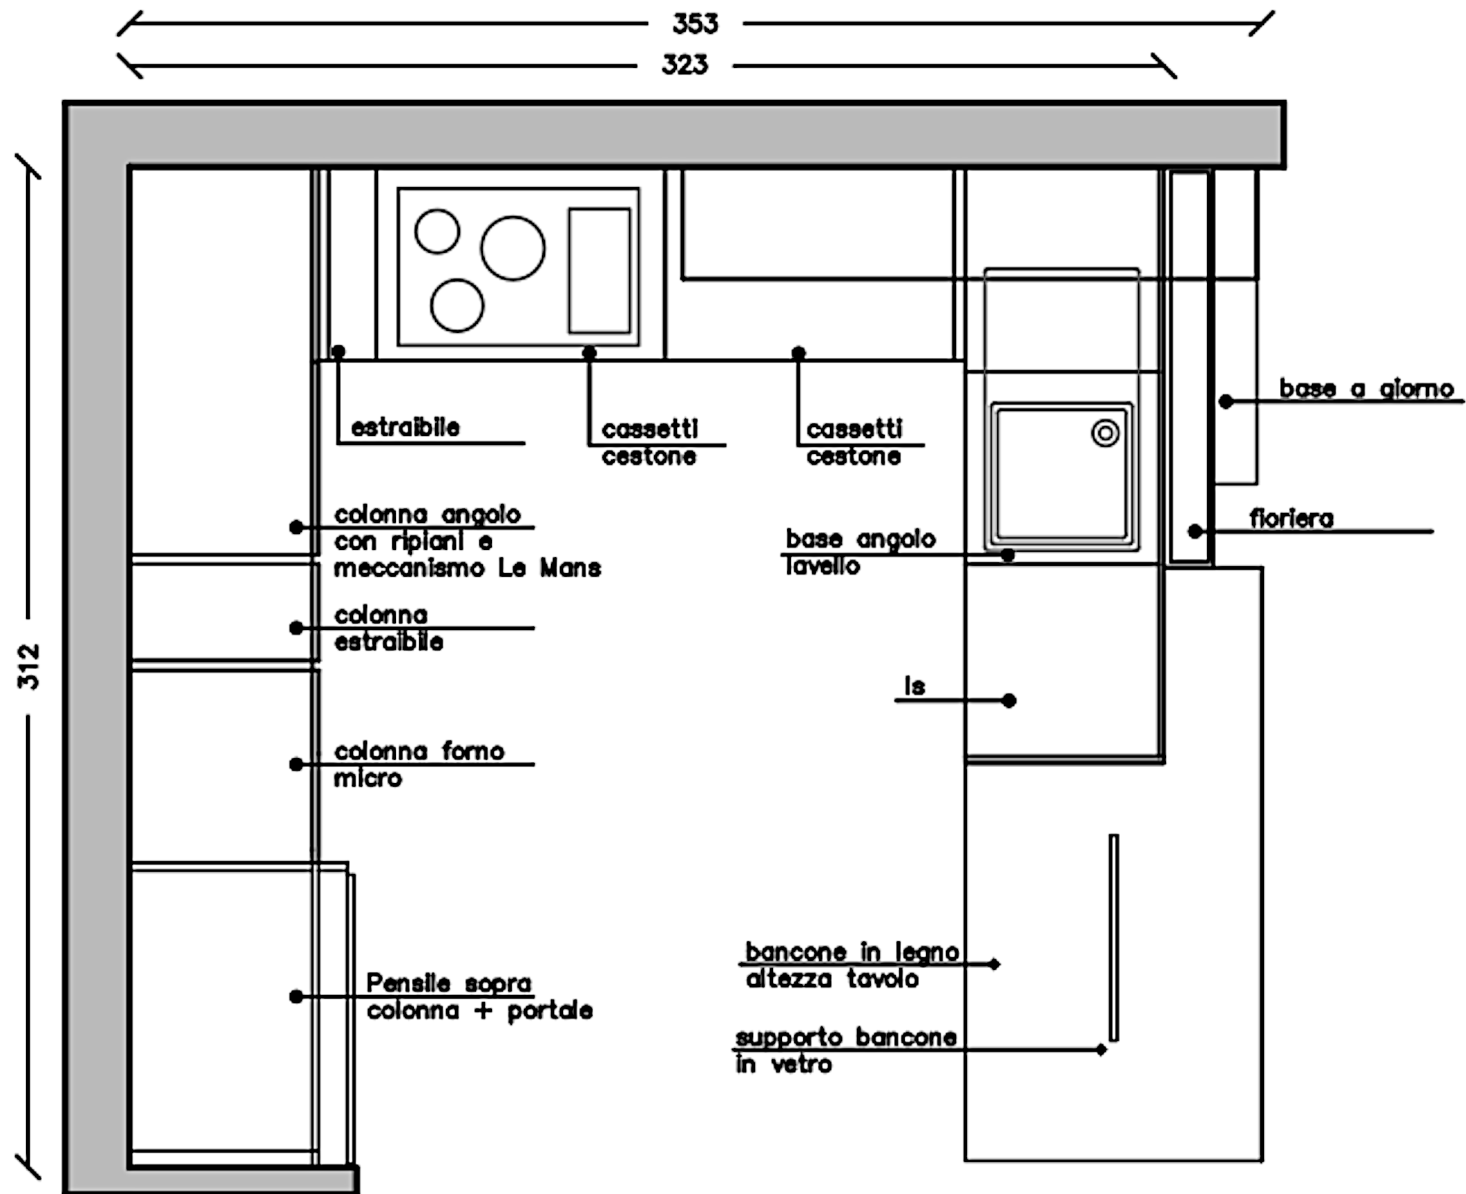 353
323
312
estraibile
cassetti
cestone
cassetti
cestone
base a giorno
fioriera
colonna angolo
con ripiani e
meccanismo Le Mans
base angolo
lavello
colonna
estraibile
ls
colonna forno
micro
Pensile sopra
colonna + portale
bancone in legno
altezza tavolo
supporto bancone
in vetro